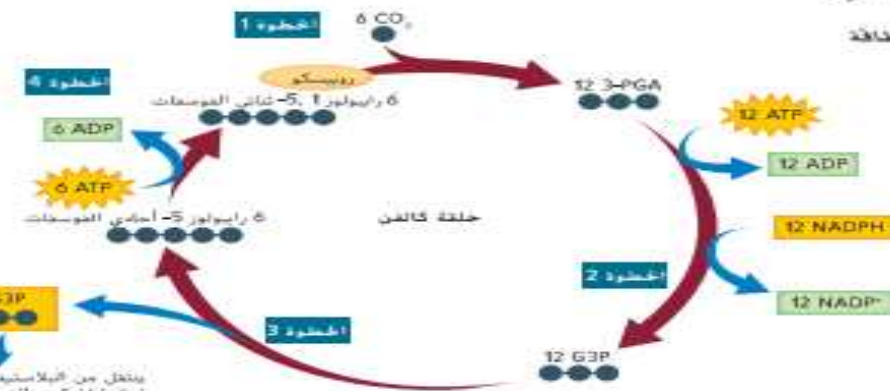 الخطوة 1
6 CO₂
روبيسكو
الخطوة 4
6 رايبولوز 1 ,5- ثنائي الفوسفات
12 3-PGA
6 ADP
12 ATP
12 ADP
6 ATP
6 رايبولوز 5- أحادي الفوسفات
حلقة كالفن
12 NADPH
الخطوة 2
12 NADP⁺
الخطوة 3
12 G3P
ينتقل من